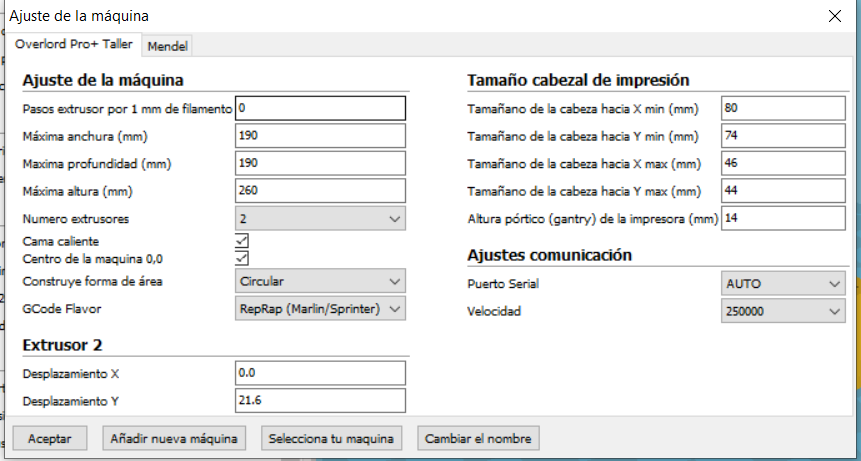 Ajuste de la máquina
Overlord Pro+ Taller
Mendel
Ajuste de la máquina
Pasos extrusor por 1 mm de filamento 0
Máxima anchura (mm) 190
Maxima profundidad (mm) 190
Máxima altura (mm) 260
Numero extrusores 2
Cama caliente
Centro de la maquina 0,0
Construye forma de área Circular
GCode Flavor RepRap (Marlin/Sprinter)
Extrusor 2
Desplazamiento X 0.0
Desplazamiento Y 21.6
Tamaño cabezal de impresión
Tamañano de la cabeza hacia X min (mm) 80
Tamañano de la cabeza hacia Y min (mm) 74
Tamañano de la cabeza hacia X max (mm) 46
Tamañano de la cabeza hacia Y max (mm) 44
Altura pórtico (gantry) de la impresora (mm) 14
Ajustes comunicación
Puerto Serial AUTO
Velocidad 250000
Aceptar
Añadir nueva máquina
Selecciona tu maquina
Cambiar el nombre